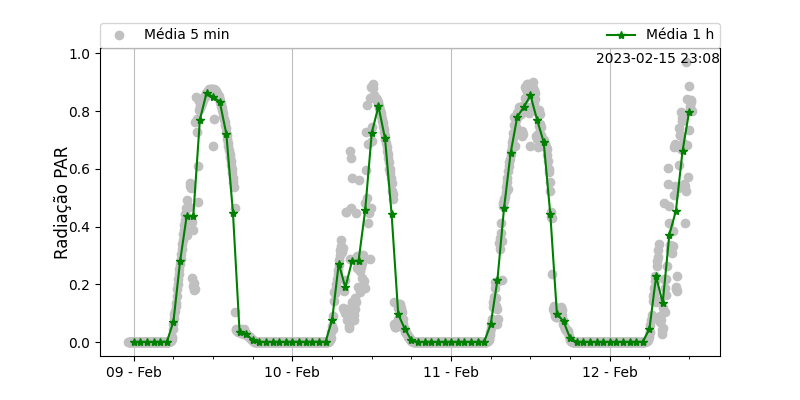 Média 5 min
Média 1 h
2023-02-15 23:08
Radiação PAR
1.0
0.8
0.6
0.4
0.2
0.0
09 - Feb
10 - Feb
11 - Feb
12 - Feb